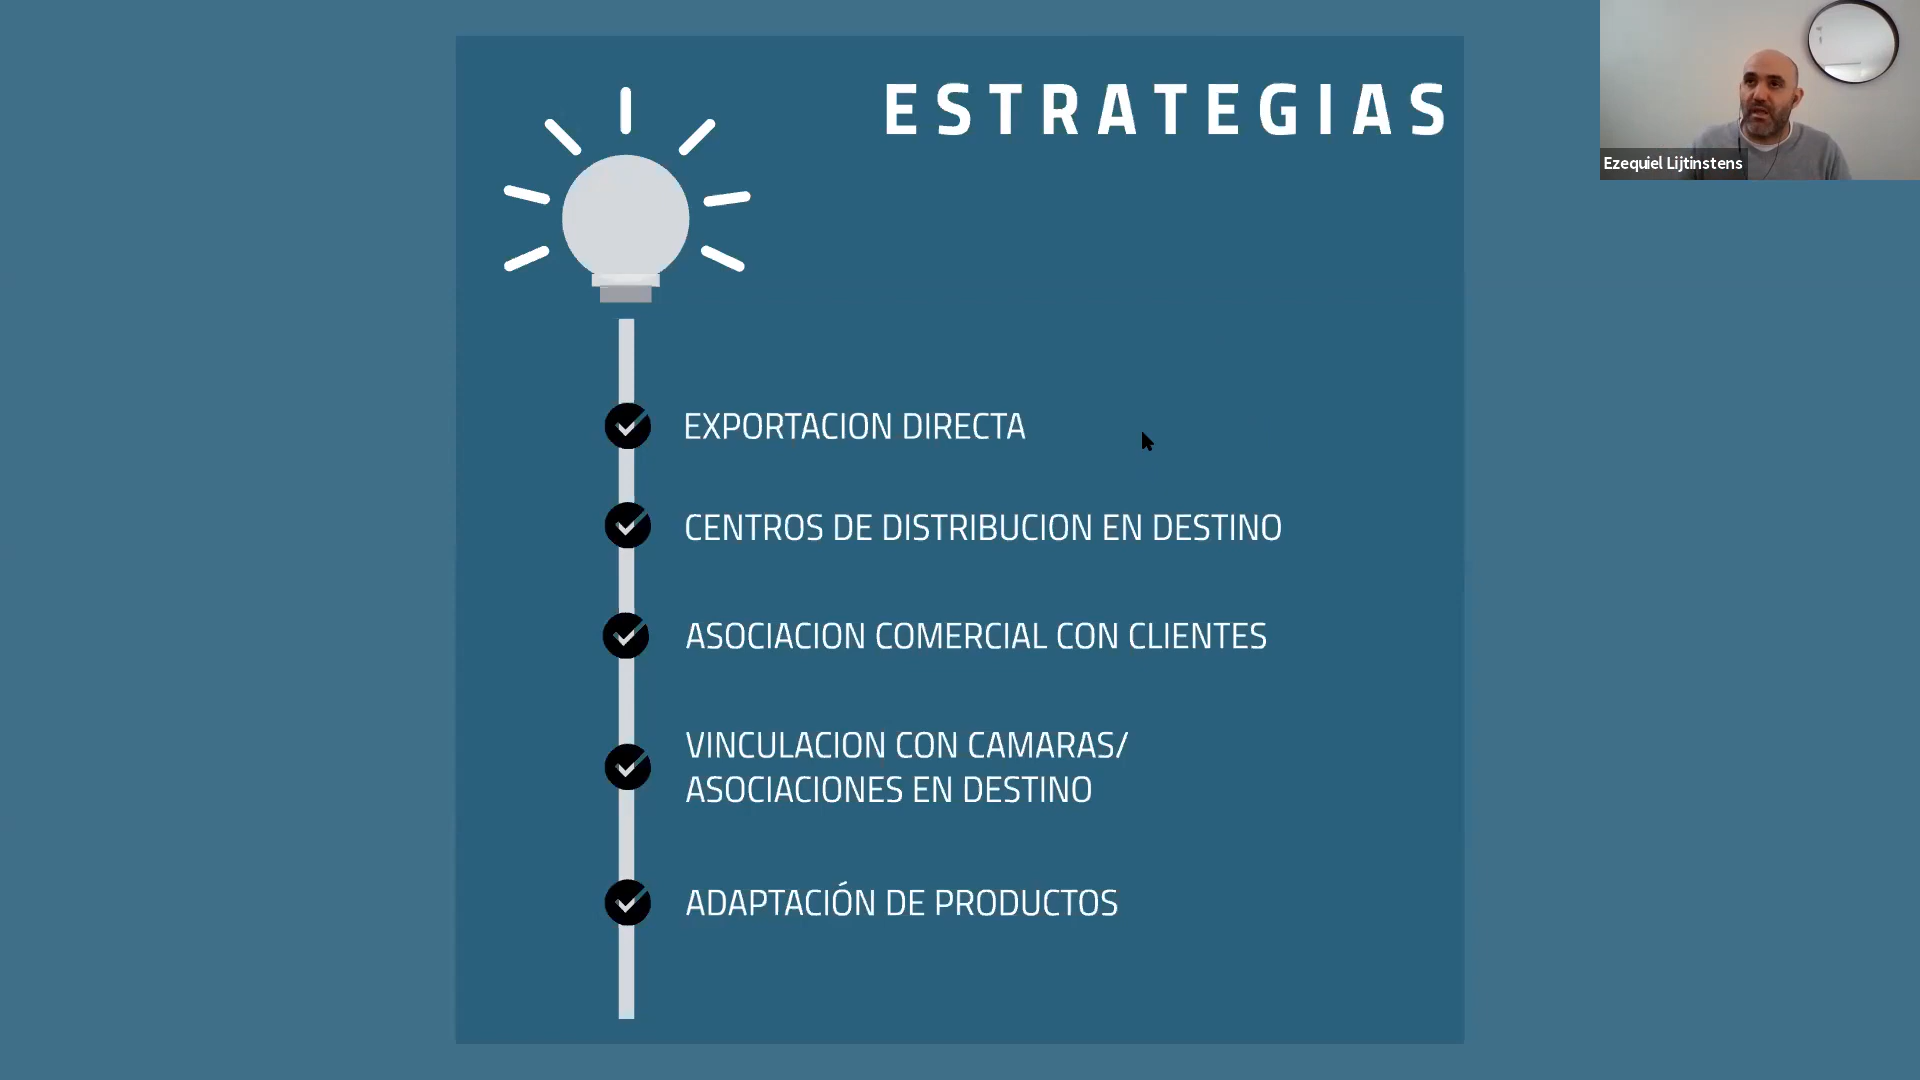 ESTRATEGIAS
Ezequiel Lijtinstens
EXPORTACION DIRECTA
CENTROS DE DISTRIBUCION EN DESTINO
ASOCIACION COMERCIAL CON CLIENTES
VINCULACION CON CAMARAS/
ASOCIACIONES EN DESTINO
ADAPTACIÓN DE PRODUCTOS